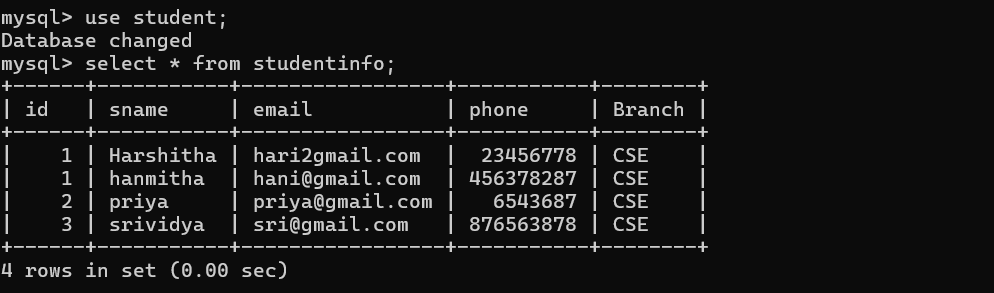 mysql> use student;
Database changed
mysql> select * from studentinfo;
+------+-----------+-----------------+-----------+--------+
| id   | sname     | email           | phone     | Branch |
+------+-----------+-----------------+-----------+--------+
|    1 | Harshitha | hari2gmail.com  |  23456778 | CSE    |
|    1 | hanmitha  | hani@gmail.com  | 456378287 | CSE    |
|    2 | priya     | priya@gmail.com |   6543687 | CSE    |
|    3 | srividya  | sri@gmail.com   | 876563878 | CSE    |
+------+-----------+-----------------+-----------+--------+
4 rows in set (0.00 sec)